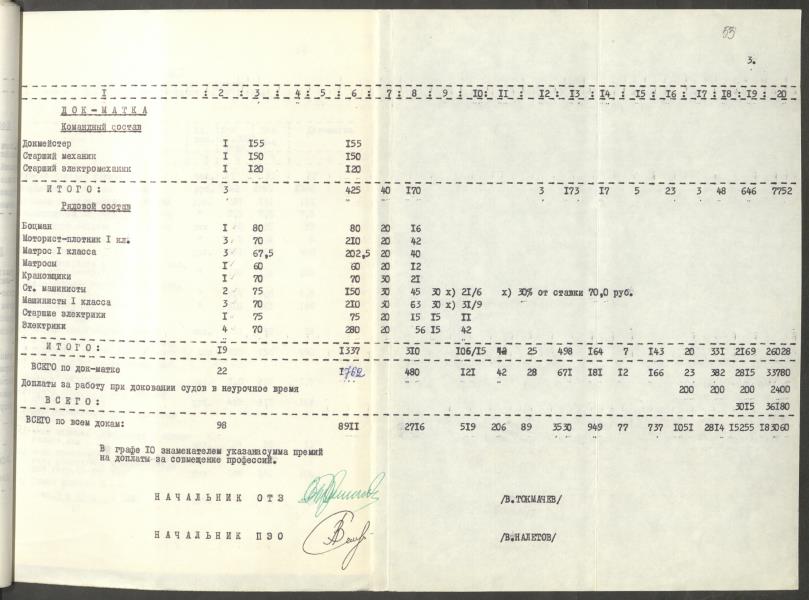 55
3.
I : 2 : 3 : 4 : 5 : 6 : 7 : 8 : 9 : 10: 11 : 12 : 13 : 14 : 15 : 16 : 17 : 18 : 19 : 20
ДОК-МАТКА
Командный состав
Докмейстер I 155 155
Старший механик I 150 150
Старший электромеханик I 120 120
ИТОГО: 3 425 40 170 3 173 17 5 23 3 48 646 7752
Рядовой состав
Боцман I 80 80 20 16
Моторист-плотник I кл. 3 70 210 20 42
Матрос I класса 3 67,5 202,5 20 40
Матросы I 60 60 20 12
Крановщики I 70 70 30 21
Ст. машинисты 2 75 150 30 45 30 х) 21/6 х) 30% от ставки 70,0 руб.
Машинисты I класса 3 70 210 30 63 30 х) 31/9
Старшие электрики I 75 75 20 15 15 11
Электрики 4 70 280 20 56 15 42
ИТОГО: 19 1337 310 106/15 42 25 498 164 7 143 20 331 2169 26028
ВСЕГО по док-матке 22 1762 480 121 42 28 671 181 12 166 23 382 2815 33780
Доплаты за работу при доковании судов в неурочное время 200 200 200 2400
ВСЕГО: 3015 36180
ВСЕГО по всем докам: 98 8911 2716 519 206 89 3530 949 77 737 1051 2814 15255 183060
В графе 10 знаменателем указанасумма премий
на доплаты за совмещение профессий.
НАЧАЛЬНИК ОТЗ /В.ТОКМАЧЕВ/
НАЧАЛЬНИК ПЭО /В.НАЛЕТОВ/